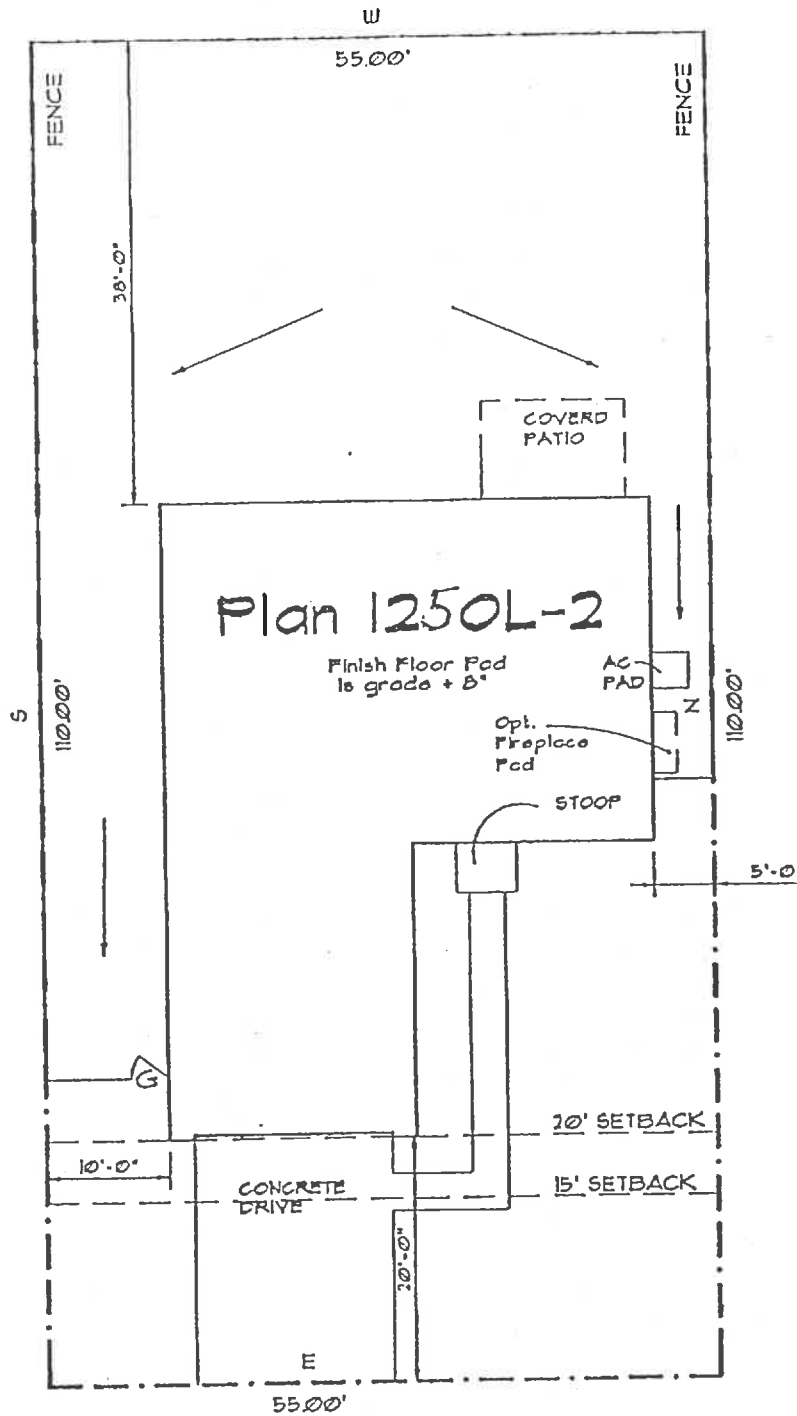 W
55.00'
FENCE
FENCE
38'-0"
COVERD
PATIO
Plan 1250L-2
Finish Floor Pad
is grade + 8"
AC
PAD
N
S
110.00'
110.00'
Opt.
Fireplace
Pad
STOOP
5'-0
G
20' SETBACK
10'-0"
CONCRETE
DRIVE
15' SETBACK
20'-0"
E
55.00'